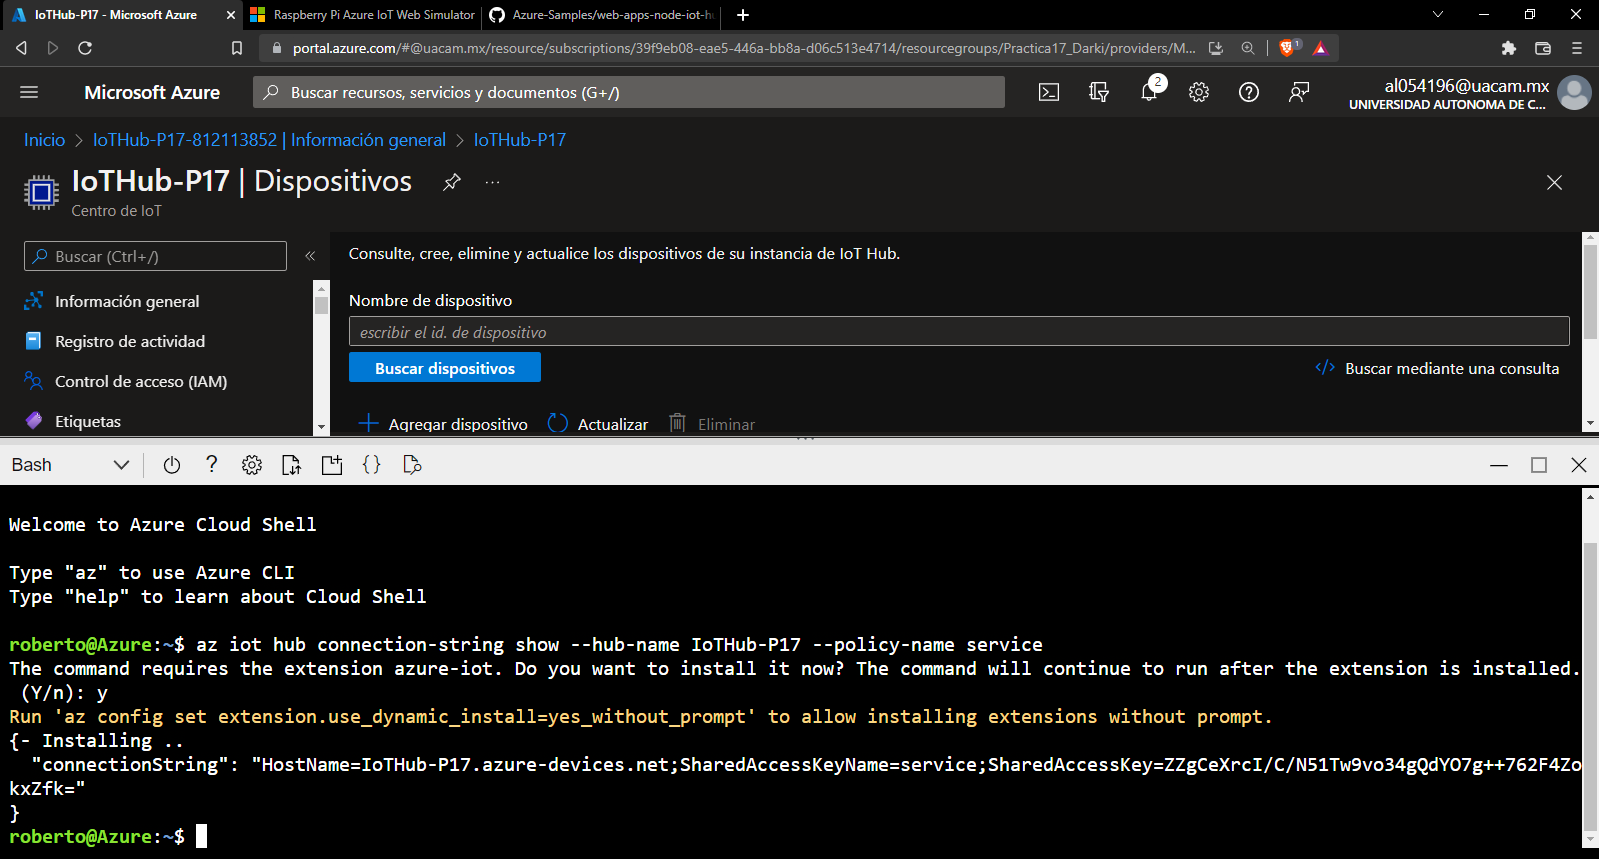 IoTHub-P17 - Microsoft Azure
Raspberry Pi Azure IoT Web Simulator
Azure-Samples/web-apps-node-iot-hu
portal.azure.com/#@uacam.mx/resource/subscriptions/39f9eb08-eae5-446a-bb8a-d06c513e4714/resourcegroups/Practica17_Darki/providers/M...
1
Microsoft Azure
Buscar recursos, servicios y documentos (G+/)
2
al054196@uacam.mx
UNIVERSIDAD AUTONOMA DE C...
Inicio > IoTHub-P17-812113852 | Información general > IoTHub-P17
IoTHub-P17 | Dispositivos
...
Centro de IoT
Buscar (Ctrl+/)
«
Información general
Registro de actividad
Control de acceso (IAM)
Etiquetas
Consulte, cree, elimine y actualice los dispositivos de su instancia de IoT Hub.
Nombre de dispositivo
escribir el id. de dispositivo
Buscar dispositivos
</> Buscar mediante una consulta
+ Agregar dispositivo
Actualizar
Eliminar
Bash
?
{}
Welcome to Azure Cloud Shell
Type "az" to use Azure CLI
Type "help" to learn about Cloud Shell
roberto@Azure:~$ az iot hub connection-string show --hub-name IoTHub-P17 --policy-name service
The command requires the extension azure-iot. Do you want to install it now? The command will continue to run after the extension is installed.
(Y/n): y
Run 'az config set extension.use_dynamic_install=yes_without_prompt' to allow installing extensions without prompt.
{- Installing ..
"connectionString": "HostName=IoTHub-P17.azure-devices.net;SharedAccessKeyName=service;SharedAccessKey=ZZgCeXrcI/C/N51Tw9vo34gQdYO7g++762F4Zo
kxZfk="
}
roberto@Azure:~$